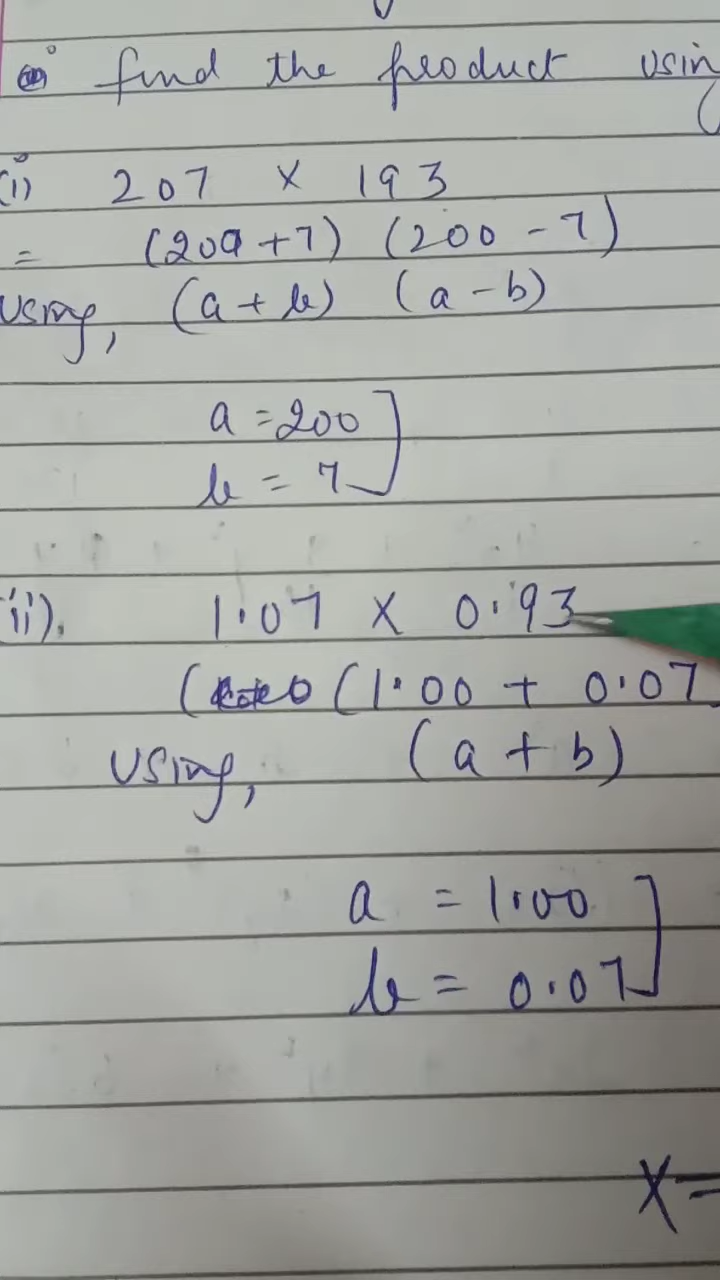 find the product usin
(
(i) 207 × 193
= (200+7) (200 - 7)
Using, (a + b) (a - b)
a = 200
b = 7
ii). 1.07 × 0.93
( (1.00 + 0.07
Using, (a + b)
a = 1.00
b = 0.07
x =